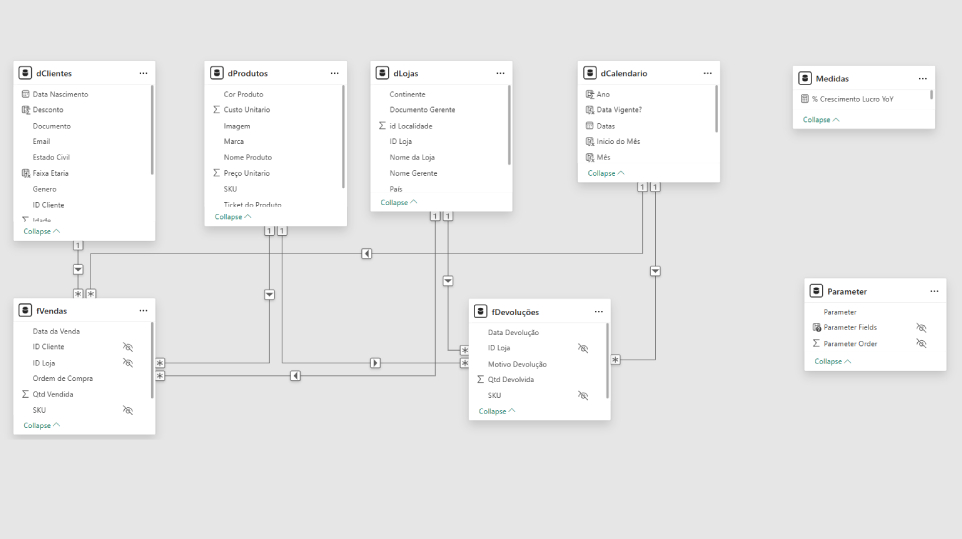 dClientes
Data Nascimento
Desconto
Documento
Email
Estado Civil
Faixa Etaria
Genero
ID Cliente
Collapse
dProdutos
Cor Produto
Custo Unitario
Imagem
Marca
Nome Produto
Preço Unitario
SKU
Ticket do Produto
Collapse
dLojas
Continente
Documento Gerente
id Localidade
ID Loja
Nome da Loja
Nome Gerente
País
Collapse
dCalendario
Ano
Data Vigente?
Datas
Inicio do Mês
Mês
Collapse
Medidas
% Crescimento Lucro YoY
Collapse
1
1 1
1 1
1 1
fVendas
Data da Venda
ID Cliente
ID Loja
Ordem de Compra
Qtd Vendida
SKU
Collapse
fDevoluções
Data Devolução
ID Loja
Motivo Devolução
Qtd Devolvida
SKU
Collapse
Parameter
Parameter
Parameter Fields
Parameter Order
Collapse